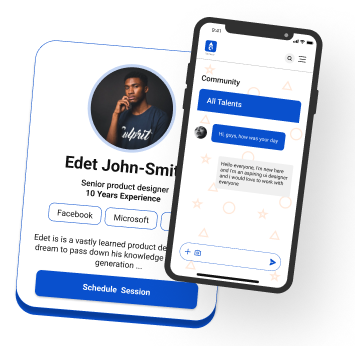 Culprit
Edet John-Smit
Senior product designer
10 Years Experience
Facebook
Microsoft
Edet is is a vastly learned product de
dream to pass down his knowledge
generation ...
Schedule Session
9:41
Community
All Talents
Hi, guys, how was your day
Hello everyone, I'm new here
and I'm an aspiring ui designer
and i would love to work with
everyone